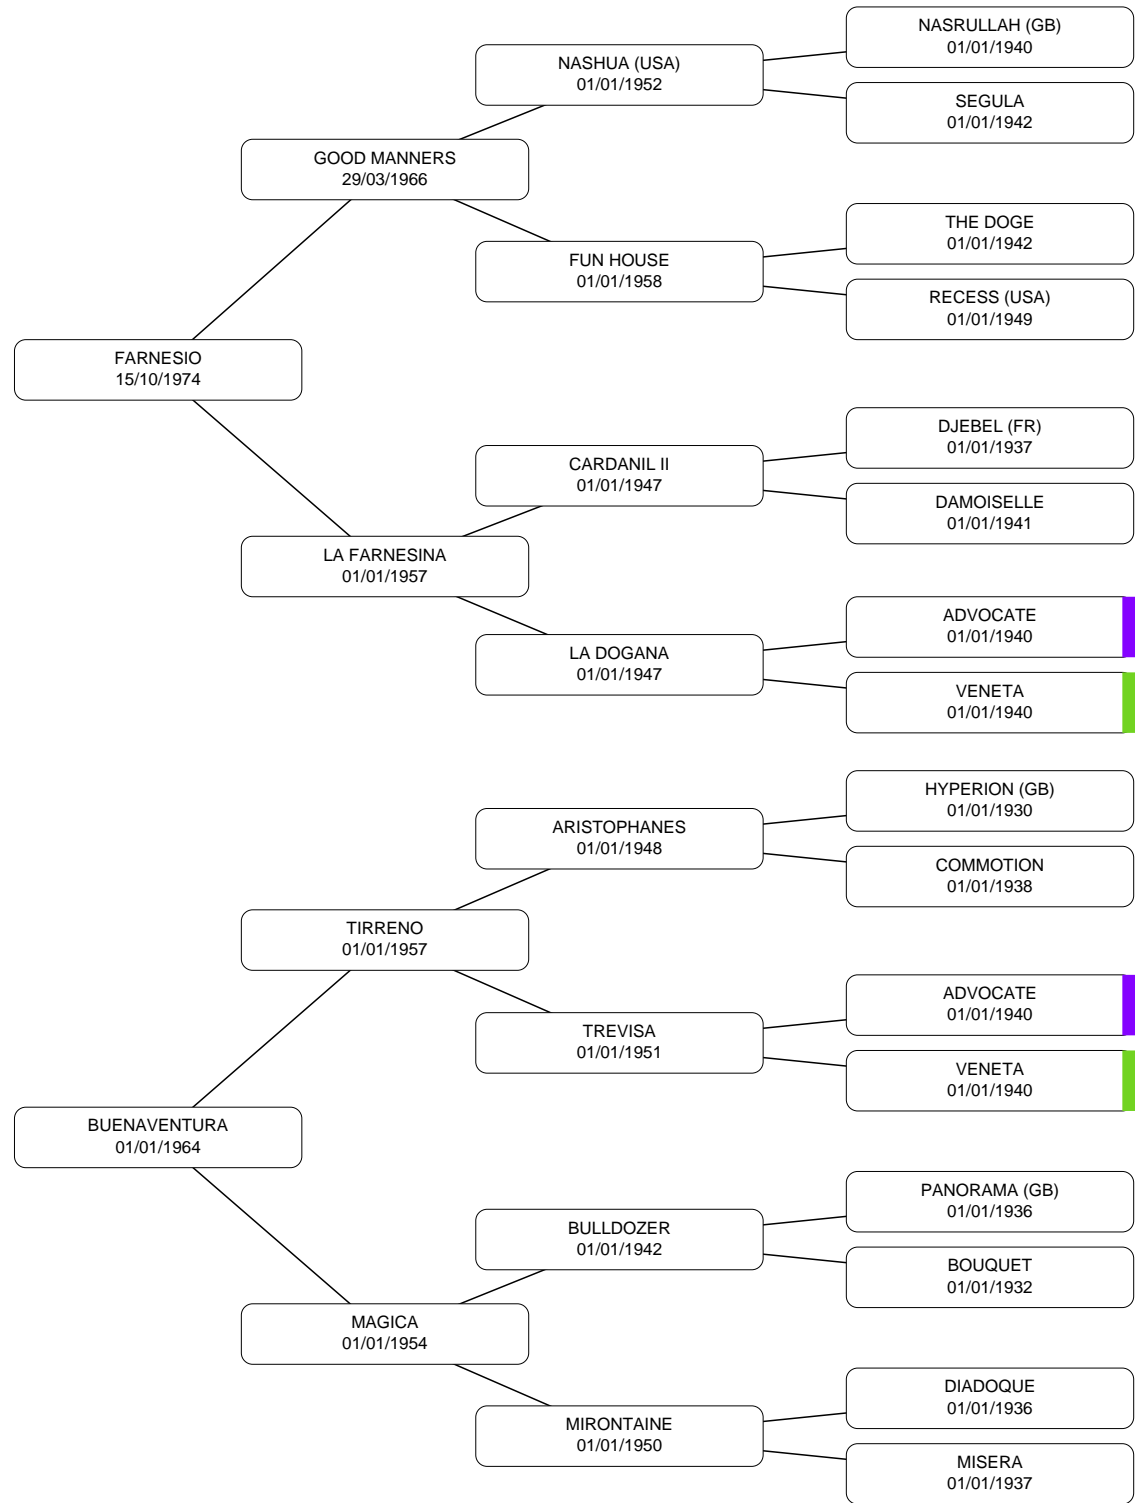 NASRULLAH (GB)
01/01/1940
NASHUA (USA)
01/01/1952
SEGULA
01/01/1942
GOOD MANNERS
29/03/1966
THE DOGE
01/01/1942
FUN HOUSE
01/01/1958
RECESS (USA)
01/01/1949
FARNESIO
15/10/1974
DJEBEL (FR)
01/01/1937
CARDANIL II
01/01/1947
DAMOISELLE
01/01/1941
LA FARNESINA
01/01/1957
ADVOCATE
01/01/1940
LA DOGANA
01/01/1947
VENETA
01/01/1940
HYPERION (GB)
01/01/1930
ARISTOPHANES
01/01/1948
COMMOTION
01/01/1938
TIRRENO
01/01/1957
ADVOCATE
01/01/1940
TREVISA
01/01/1951
VENETA
01/01/1940
BUENAVENTURA
01/01/1964
PANORAMA (GB)
01/01/1936
BULLDOZER
01/01/1942
BOUQUET
01/01/1932
MAGICA
01/01/1954
DIADOQUE
01/01/1936
MIRONTAINE
01/01/1950
MISERA
01/01/1937